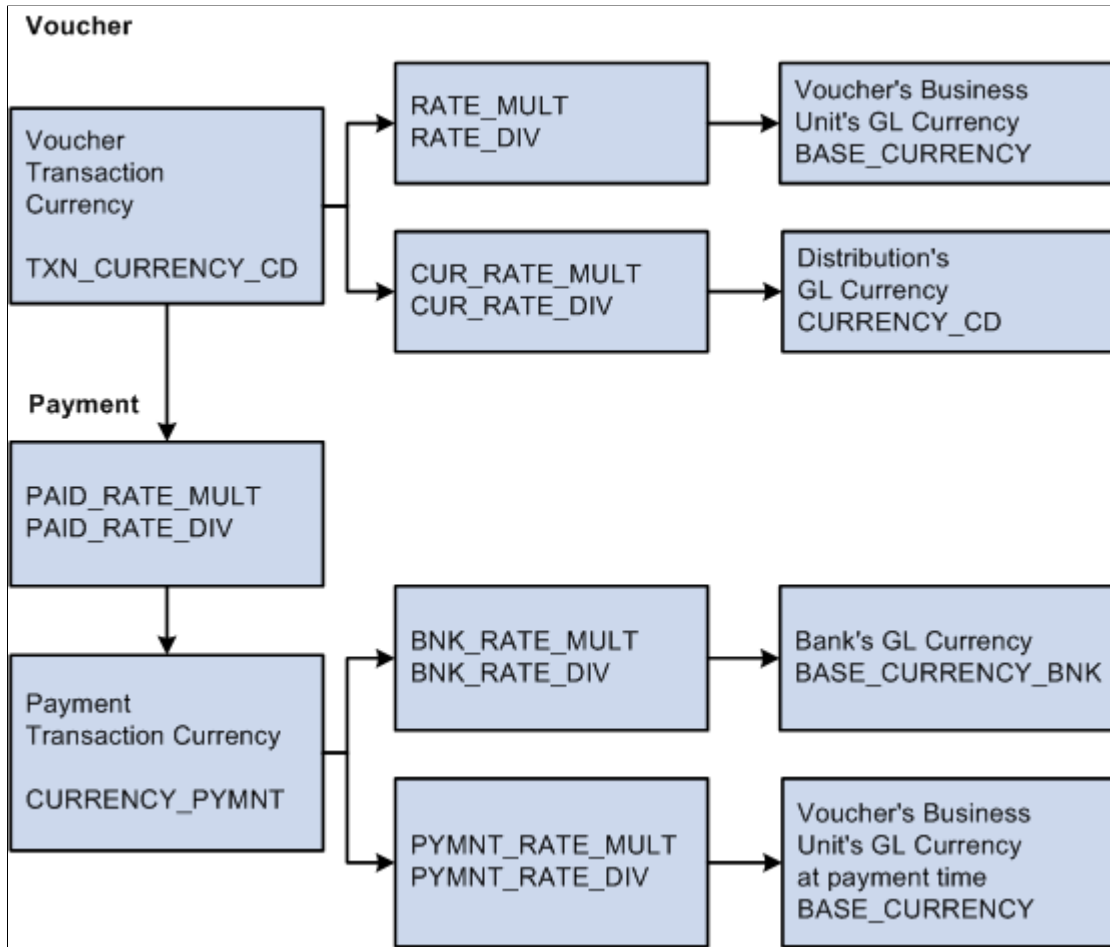 Voucher
Voucher
Transaction
Currency
TXN_CURRENCY_CD
RATE_MULT
RATE_DIV
Voucher's Business
Unit's GL Currency
BASE_CURRENCY
CUR_RATE_MULT
CUR_RATE_DIV
Distribution's
GL Currency
CURRENCY_CD
Payment
PAID_RATE_MULT
PAID_RATE_DIV
Payment
Transaction Currency
CURRENCY_PYMNT
BNK_RATE_MULT
BNK_RATE_DIV
Bank's GL Currency
BASE_CURRENCY_BNK
PYMNT_RATE_MULT
PYMNT_RATE_DIV
Voucher's Business
Unit's GL Currency
at payment time
BASE_CURRENCY